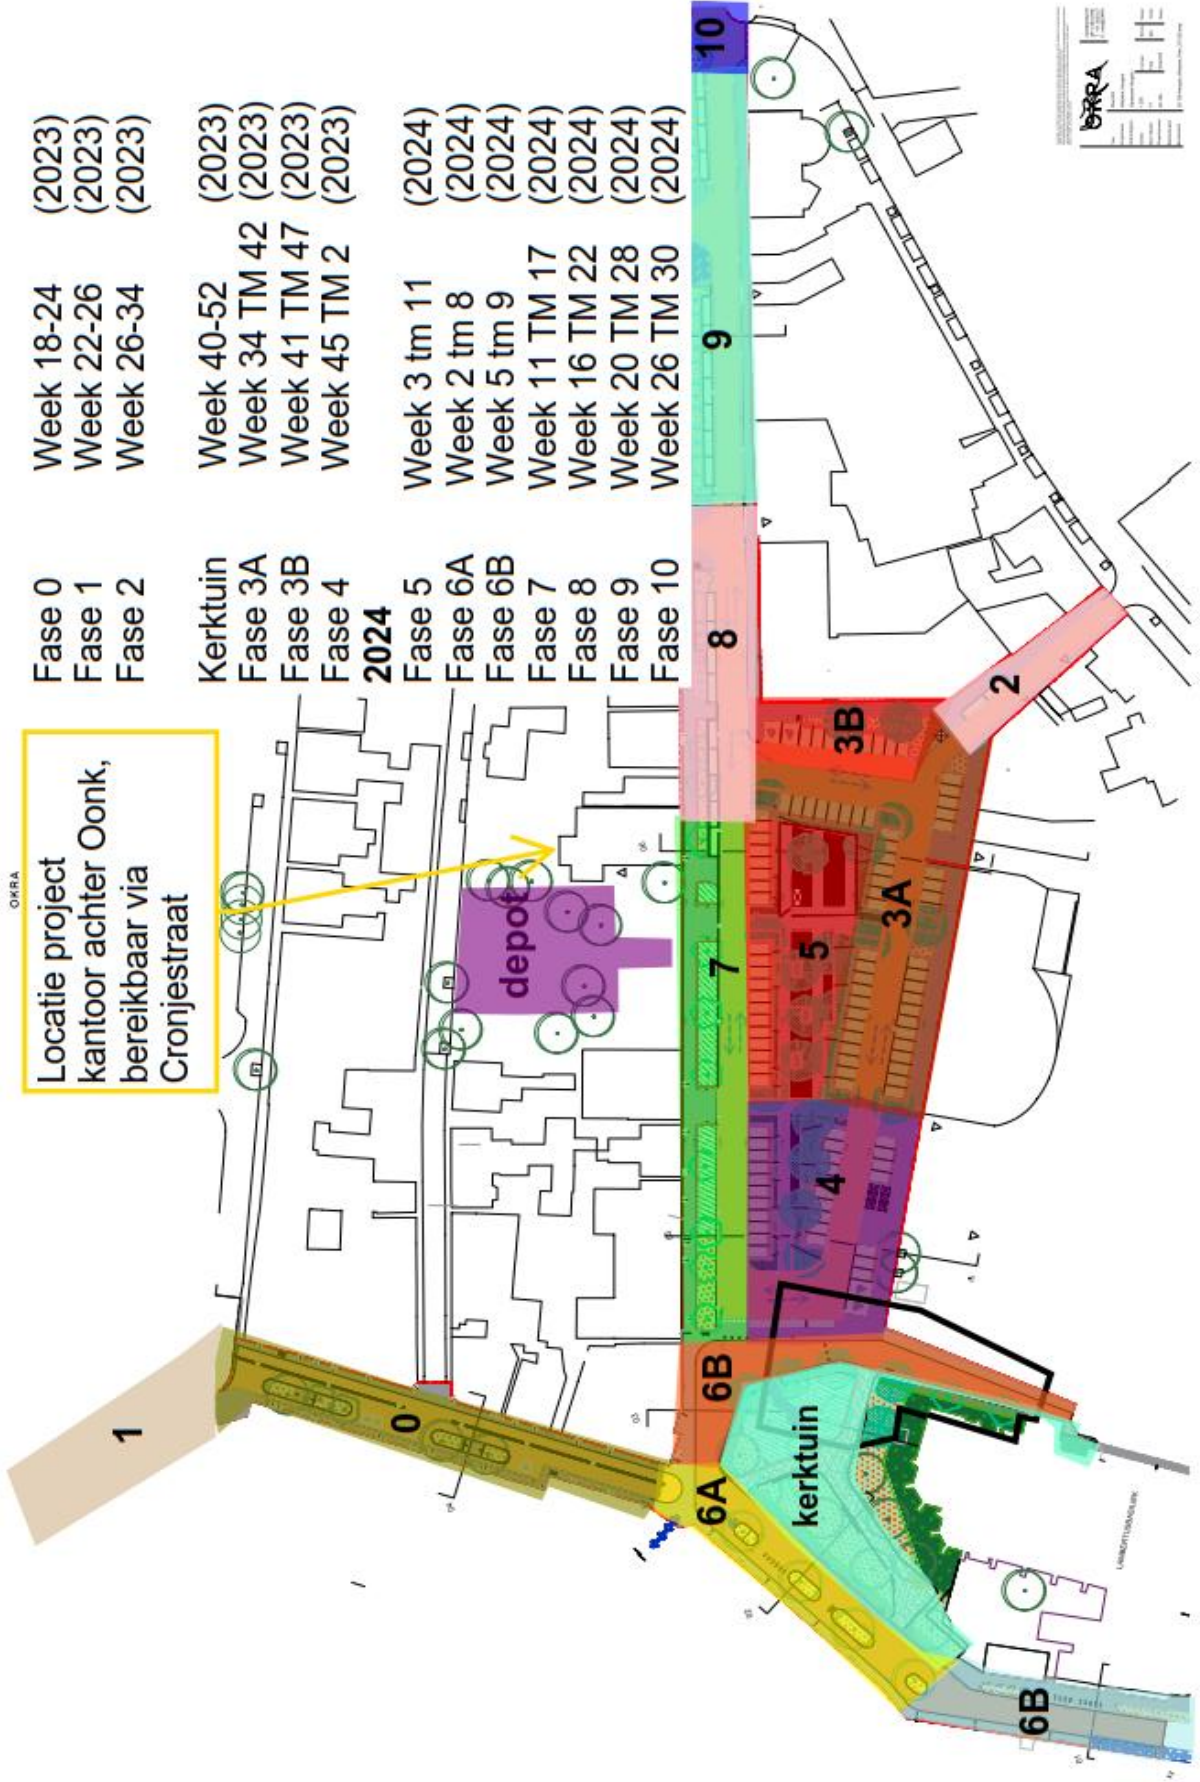 OKRA
Locatie project
kantoor achter Oonk,
bereikbaar via
Cronjestraat
Fase 0 Week 18-24 (2023)
Fase 1 Week 22-26 (2023)
Fase 2 Week 26-34 (2023)
Kerktuin Week 40-52 (2023)
Fase 3A Week 34 TM 42 (2023)
Fase 3B Week 41 TM 47 (2023)
Fase 4 Week 45 TM 2 (2023)
2024
Fase 5 Week 3 tm 11 (2024)
Fase 6A Week 2 tm 8 (2024)
Fase 6B Week 5 tm 9 (2024)
Fase 7 Week 11 TM 17 (2024)
Fase 8 Week 16 TM 22 (2024)
Fase 9 Week 20 TM 28 (2024)
Fase 10 Week 26 TM 30 (2024)
1
0
depot
6A
6B
7
8
9
10
kerktuin
4
5
3A
3B
2
6B
LAMBERTUSBASILIEK
OKRA